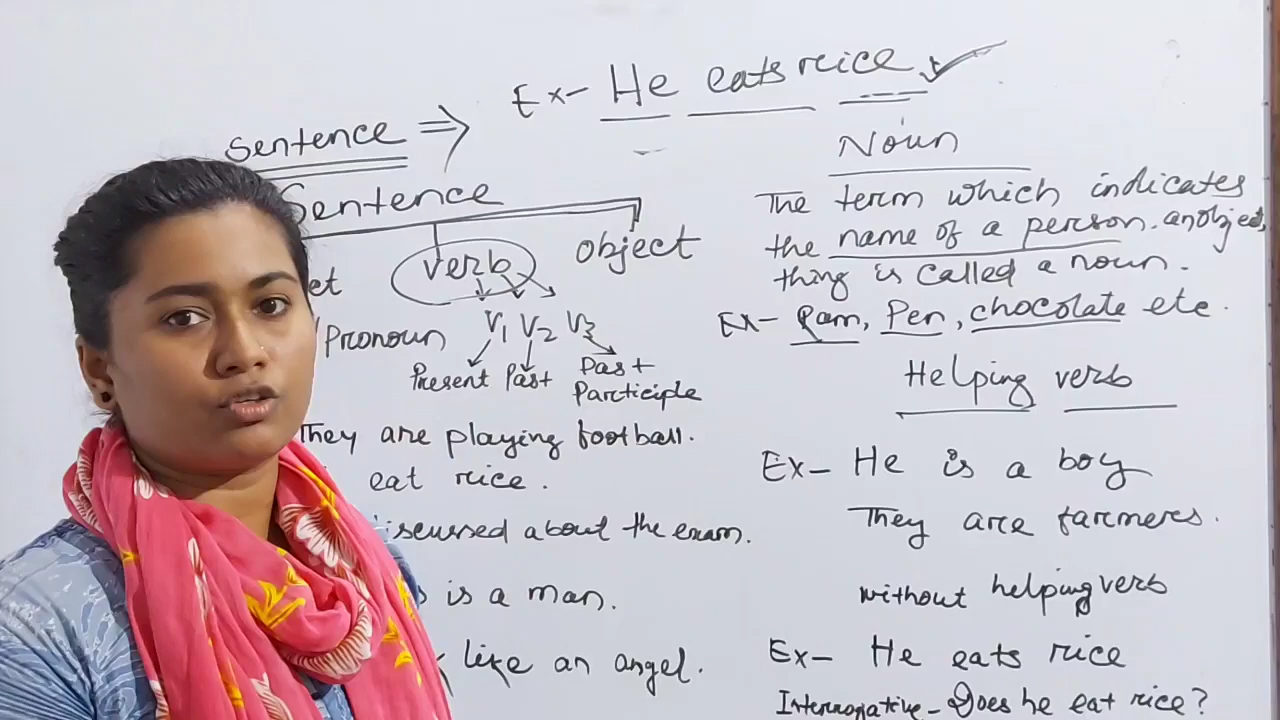 Ex- He eats rice
Sentence ⇒
Sentence
verb
object
Pronoun
V1 V2 V3
Present Past Past Participle
They are playing football.
eat rice.
discussed about the exam.
is a man.
like an angel.
Noun
The term which indicates
the name of a person, an object,
thing is called a noun.
Ex- Ram, Pen, chocolate etc.
Helping verb
Ex- He is a boy
They are farmers.
without helping verb
Ex- He eats rice
Interrogative - Does he eat rice?